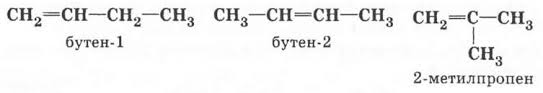 CH₂=CH—CH₂—CH₃ CH₃—CH=CH—CH₃ CH₂=C—CH₃
бутен-1 бутен-2 CH₃
2-метилпропен